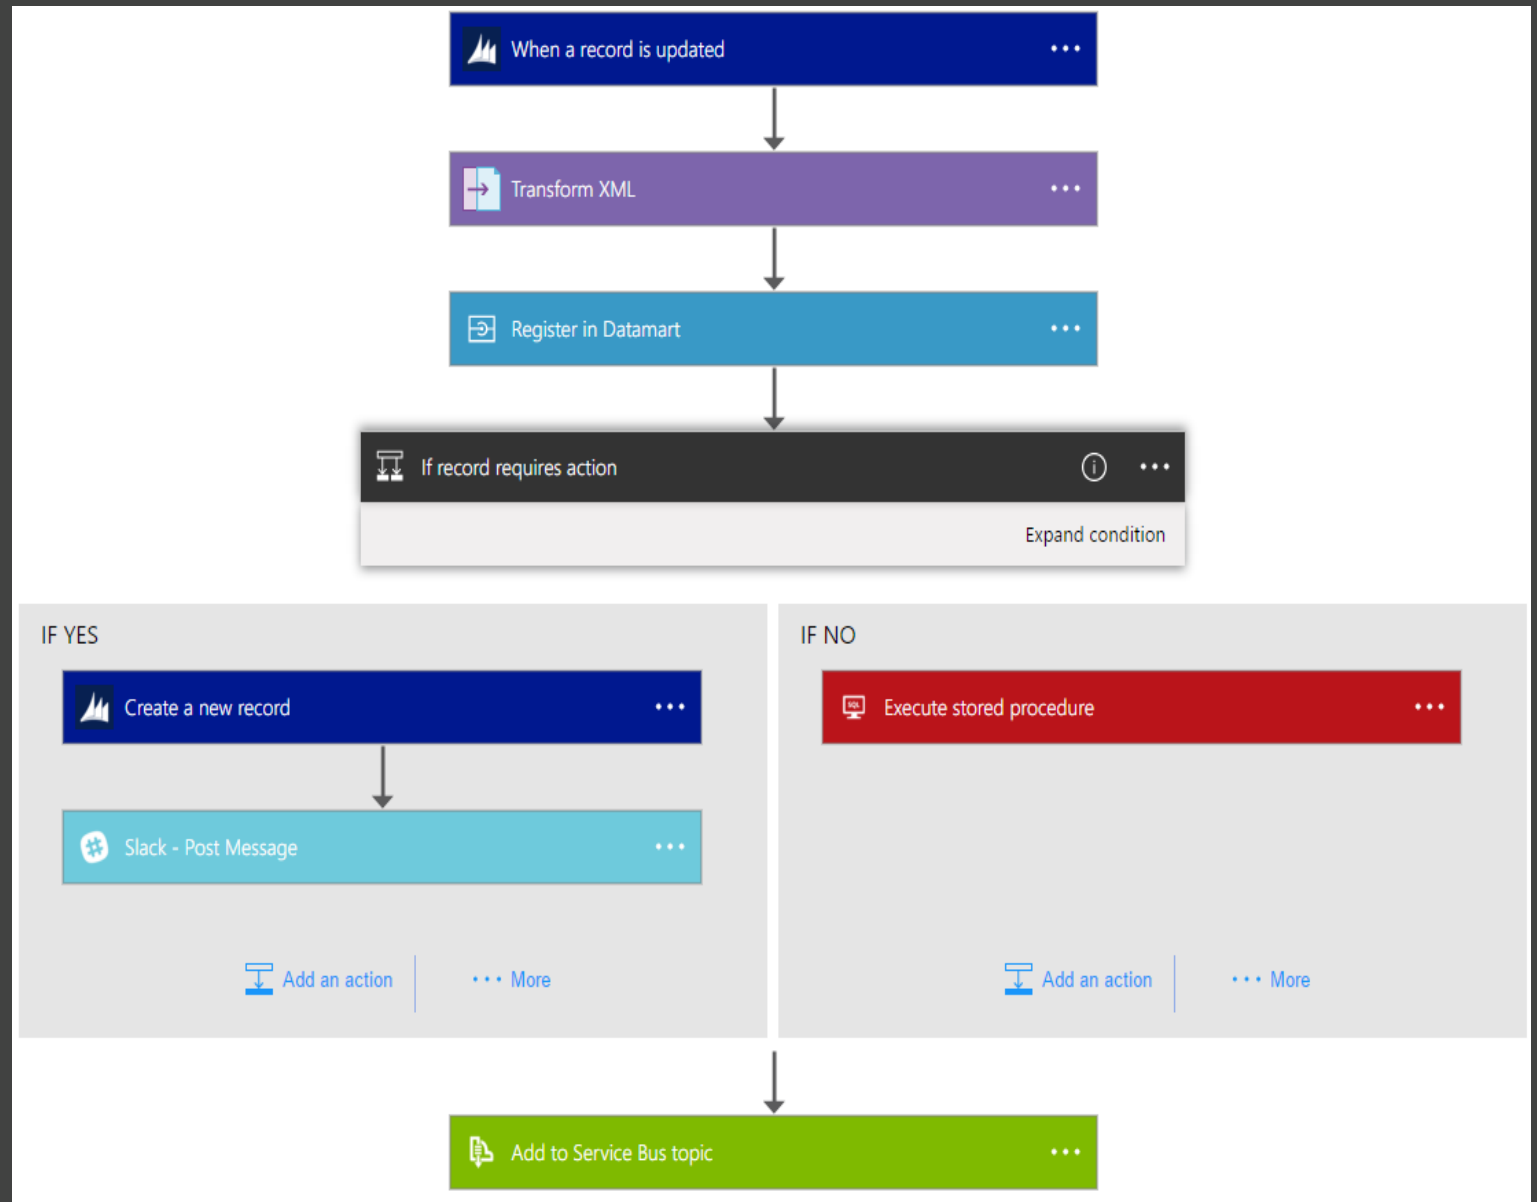 When a record is updated
Transform XML
Register in Datamart
If record requires action
Expand condition
IF YES
Create a new record
Slack - Post Message
Add an action
More
IF NO
SQL
Execute stored procedure
Add an action
More
Add to Service Bus topic